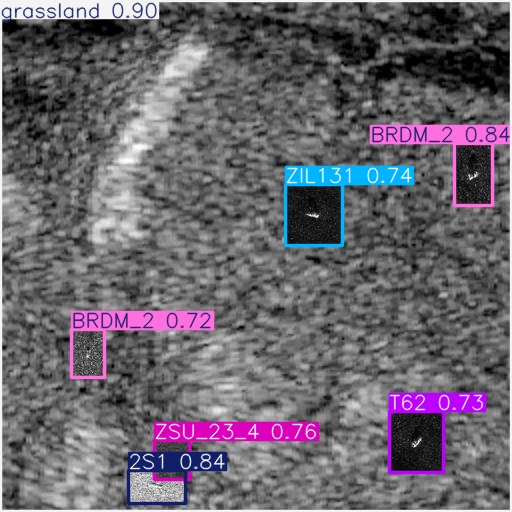 grassland 0.90
BRDM_2 0.84
ZIL131 0.74
BRDM_2 0.72
T62 0.73
ZSU_23_4 0.76
2S1 0.84